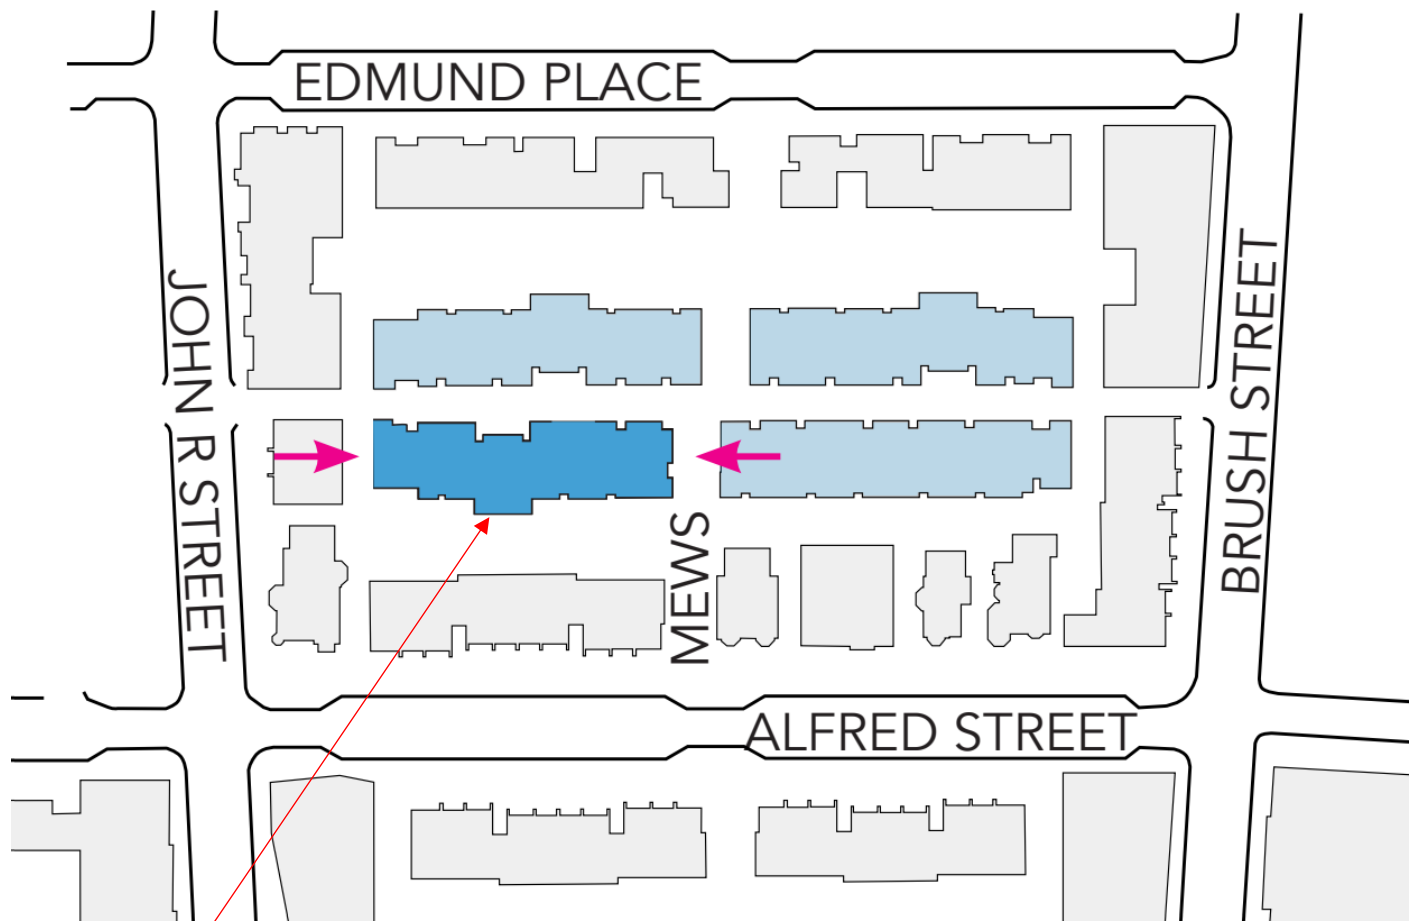 EDMUND PLACE
JOHN R STREET
BRUSH STREET
MEWS
ALFRED STREET